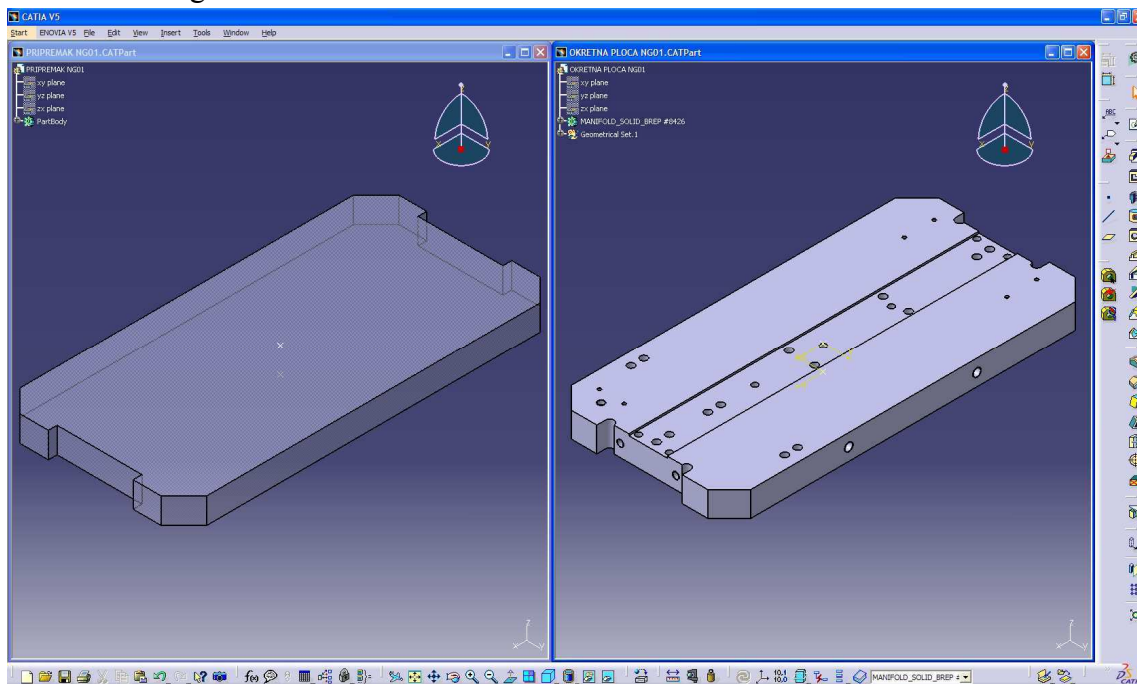 CATIA V5
Start ENOVIA V5 File Edit View Insert Tools Window Help
PRIPREMAK NG01.CATPart
PRIPREMAK NG01
xy plane
yz plane
zx plane
PartBody
OKRETNA PLOCA NG01.CATPart
OKRETNA PLOCA NG01
xy plane
yz plane
zx plane
MANIFOLD_SOLID_BREP #8426
Geometrical Set.1
MANIFOLD_SOLID_BREP